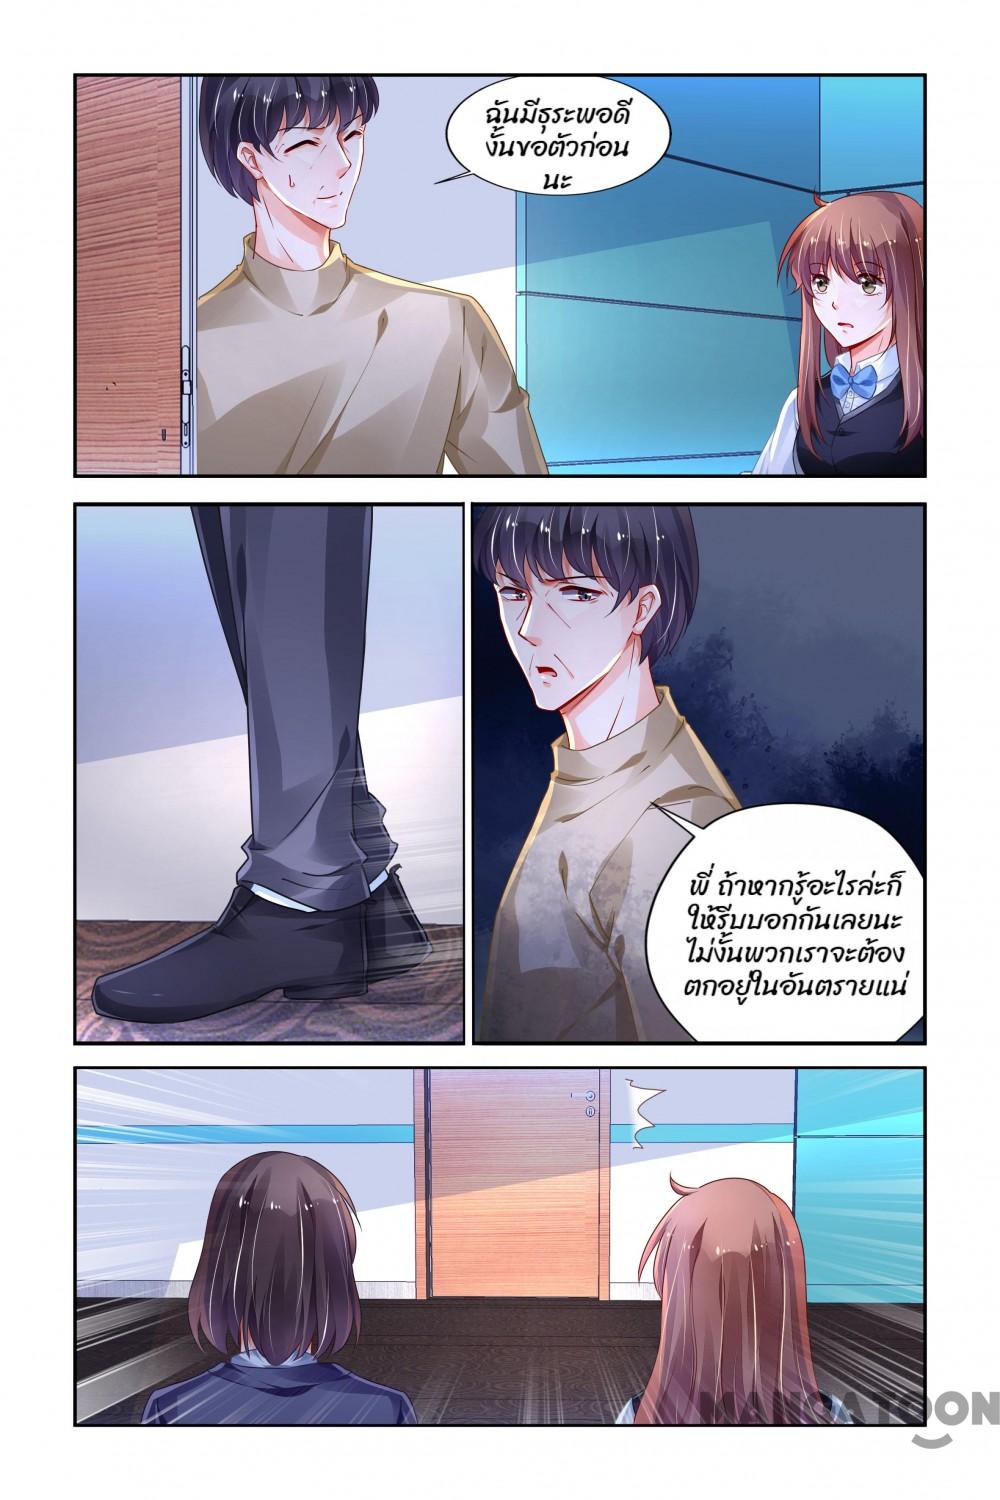 ฉันมีธุระพอดี
งั้นขอตัวก่อน
นะ
พี่ ถ้าหากรู้อะไรล่ะก็
ให้รีบบอกกันเลยนะ
ไม่งั้นพวกเราจะต้อง
ตกอยู่ในอันตรายแน่
MANGATOON